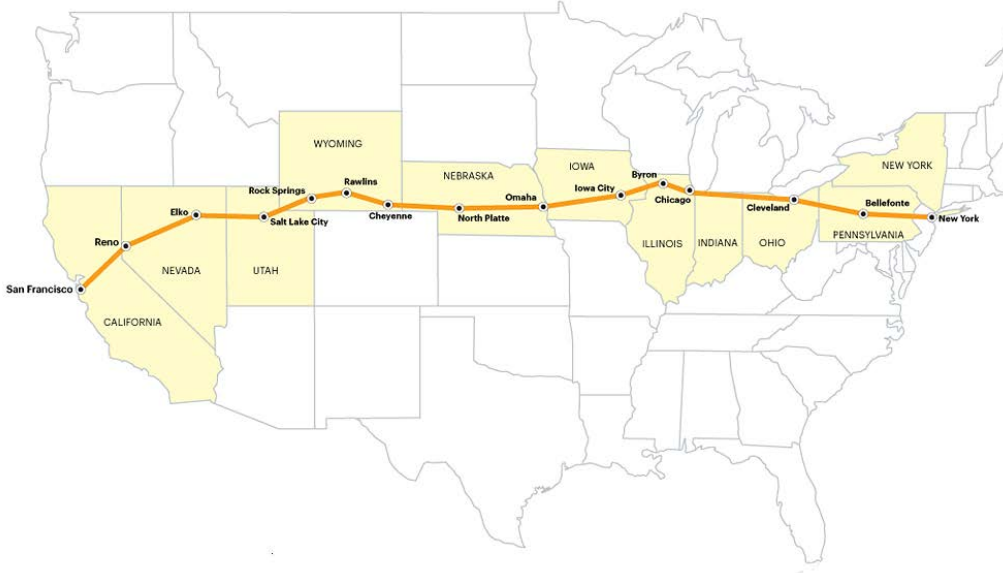 WYOMING
NEW YORK
IOWA
NEBRASKA
Byron
Rawlins
Rock Springs
Iowa City
Chicago
Omaha
Cleveland
Bellefonte
Elko
Cheyenne
North Platte
New York
Salt Lake City
PENNSYLVANIA
Reno
ILLINOIS
INDIANA
OHIO
NEVADA
UTAH
San Francisco
CALIFORNIA